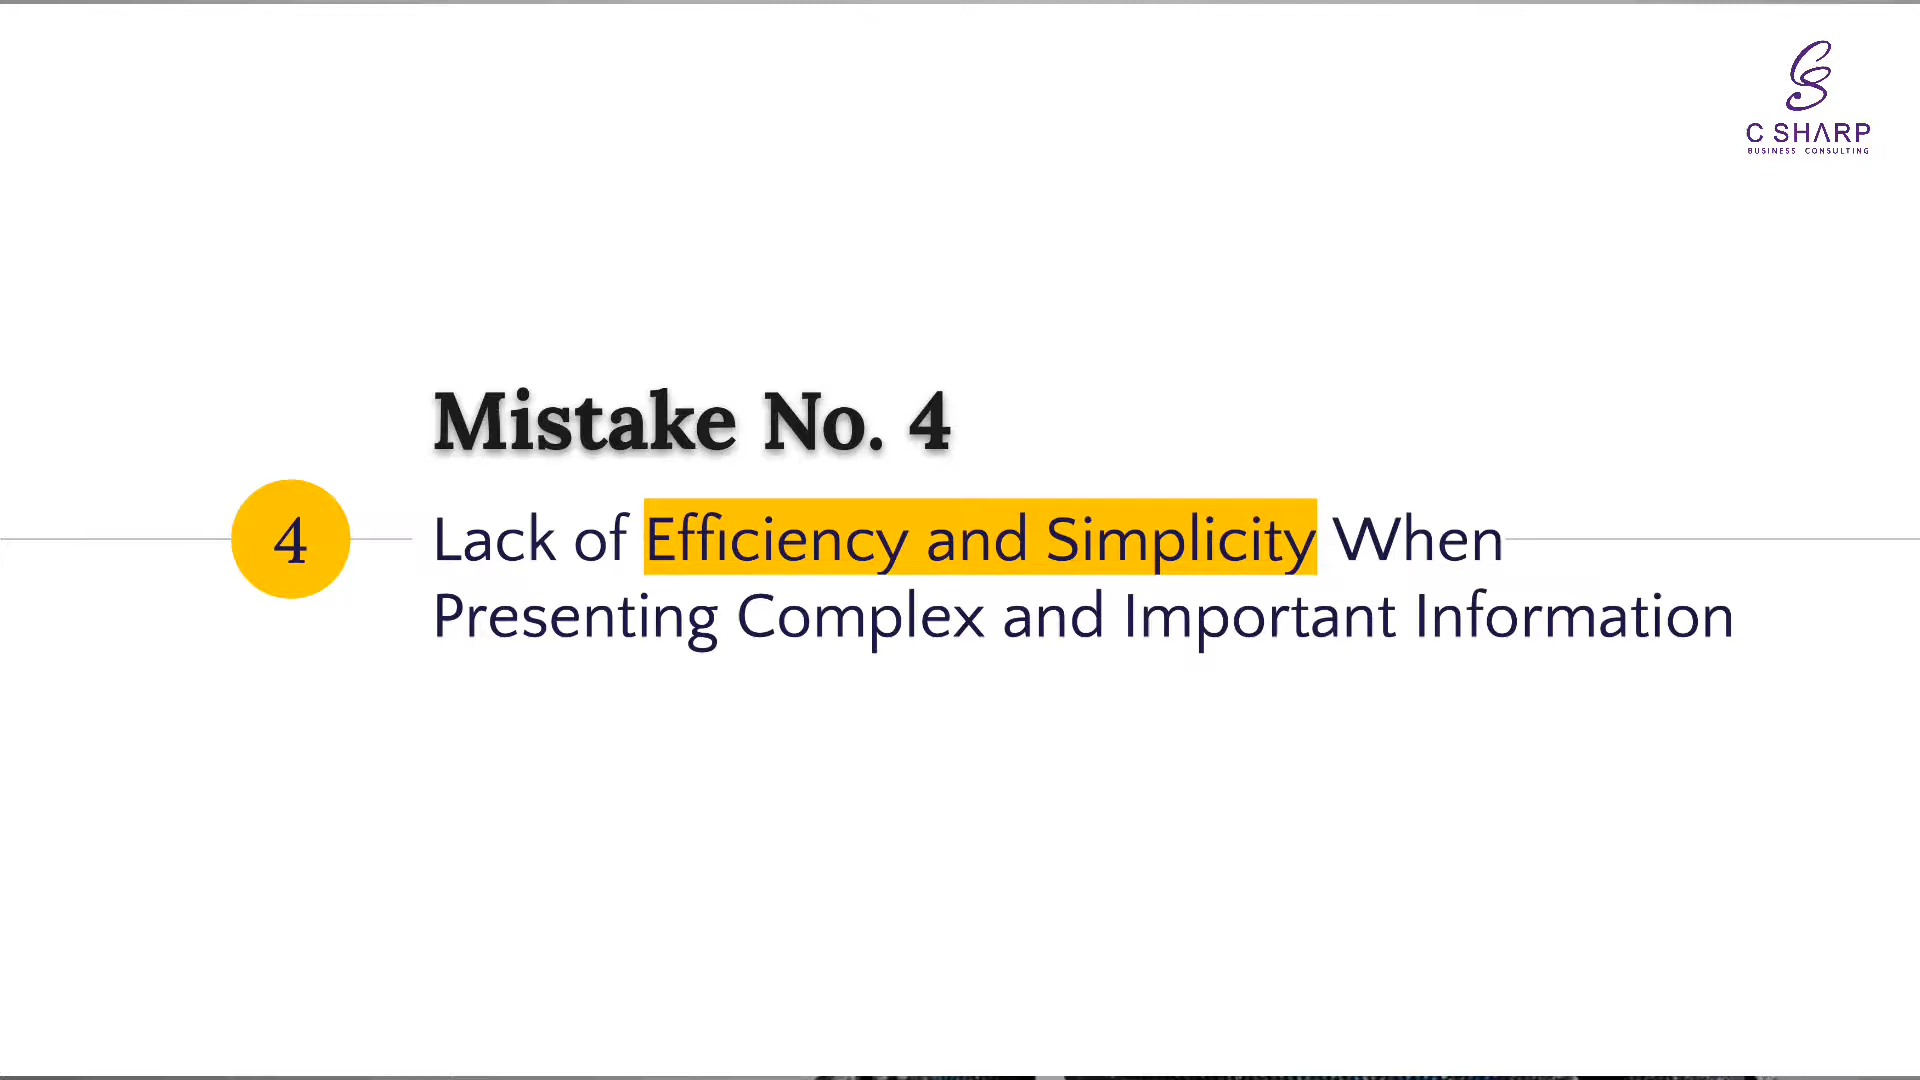 C SHARP
BUSINESS CONSULTING
Mistake No. 4
4
Lack of Efficiency and Simplicity When
Presenting Complex and Important Information